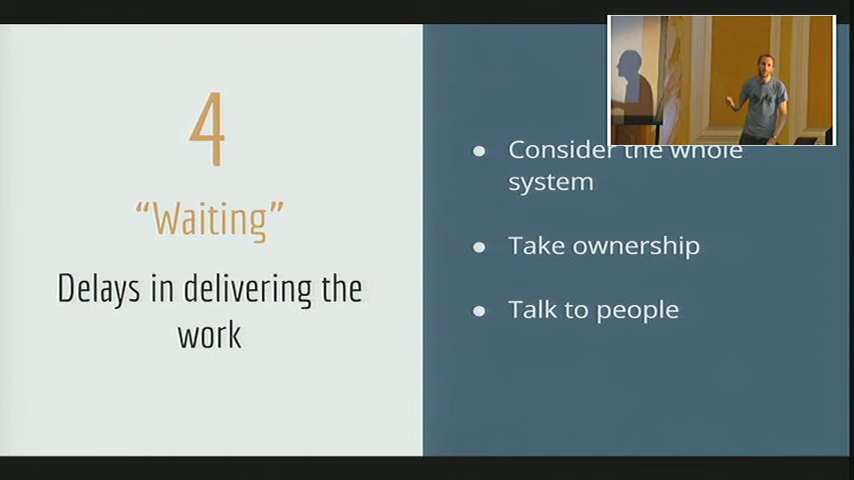 4
“Waiting”
Delays in delivering the
work
● Consider the whole
system
● Take ownership
● Talk to people